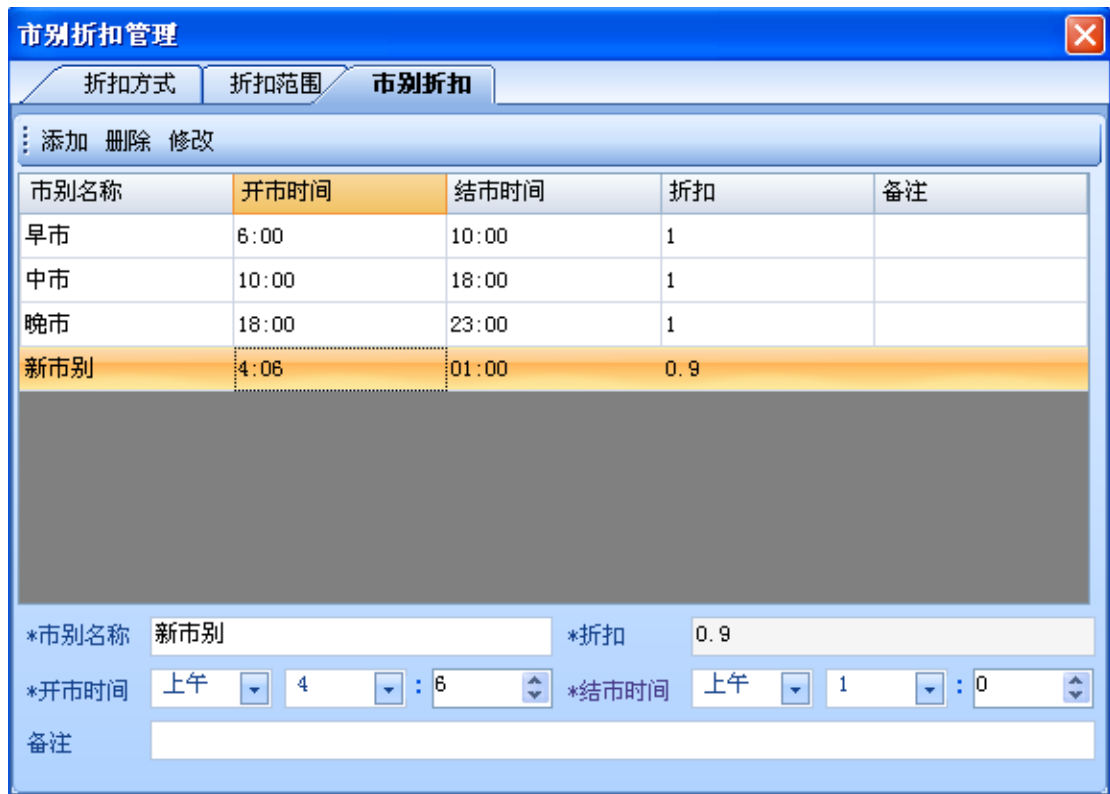 市别折扣管理
折扣方式 折扣范围 市别折扣
添加 删除 修改
市别名称 开市时间 结市时间 折扣 备注
早市 6:00 10:00 1
中市 10:00 18:00 1
晚市 18:00 23:00 1
新市别 4:06 01:00 0.9
*市别名称 新市别 *折扣 0.9
*开市时间 上午 4 : 6 *结市时间 上午 1 : 0
备注